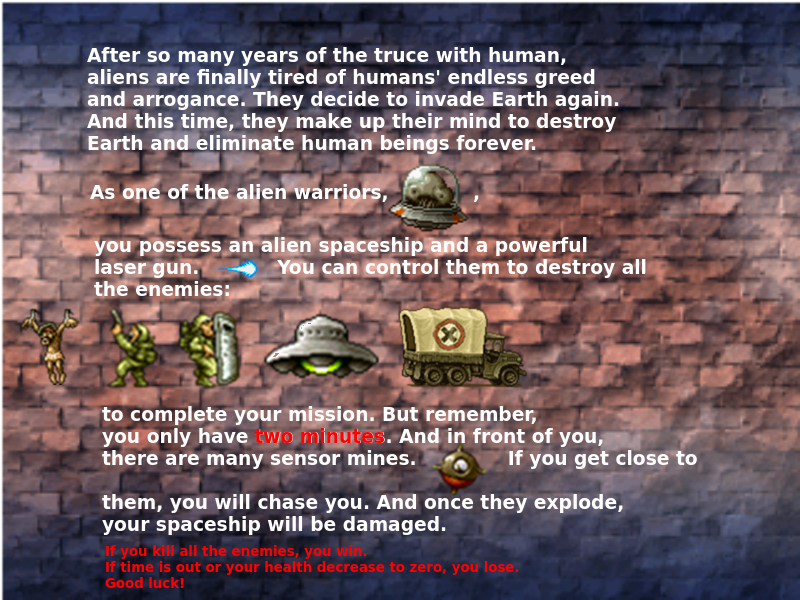 After so many years of the truce with human,
aliens are finally tired of humans' endless greed
and arrogance. They decide to invade Earth again.
And this time, they make up their mind to destroy
Earth and eliminate human beings forever.
As one of the alien warriors, ,
you possess an alien spaceship and a powerful
laser gun. You can control them to destroy all
the enemies:
to complete your mission. But remember,
you only have two minutes. And in front of you,
there are many sensor mines. If you get close to
them, you will chase you. And once they explode,
your spaceship will be damaged.
If you kill all the enemies, you win.
If time is out or your health decrease to zero, you lose.
Good luck!